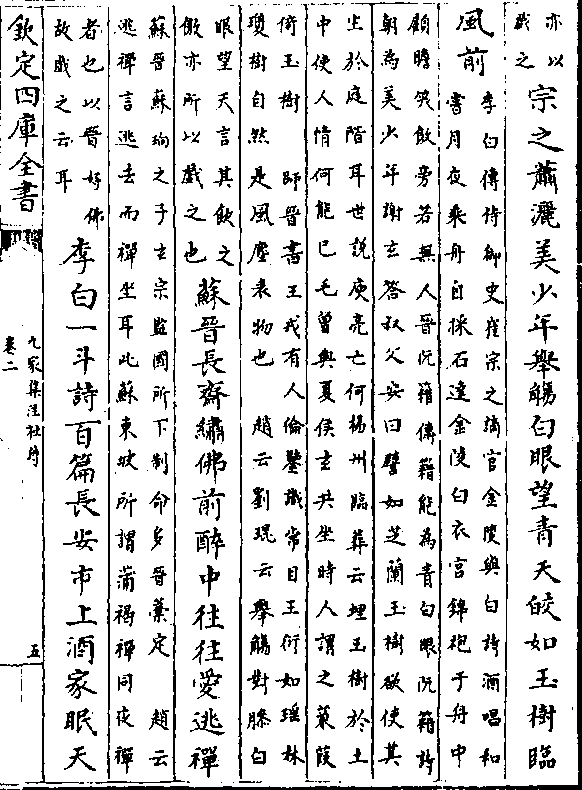 亦以
戲之
宗之蕭灑美少年舉觴白眼望青天皎如玉樹臨
風前
李白傳侍御史崔宗之謫官金陵與白詩酒唱和
嘗月夜乘舟自採石達金陵白衣宫錦袍于舟中
顧瞻笑飲旁若無人晉阮籍傳籍能為青白眼阮籍詩
朝為美少年謝玄答叔父安曰譬如芝蘭玉樹欲使其
生於庭階耳世説庾亮亡何揚州臨葬云埋玉樹於土
中使人情何能已毛曾與夏侯玄共坐時人謂之蒹葭
倚玉樹 師晉書王戎有人倫鑒識常目王衍如瑶林
瓊樹自然是風塵表物也 趙云劉琨云舉觴對膝白
眼望天言其飲之
傲亦所以戲之也
蘇晉長齋繡佛前醉中往往愛逃禪
蘇晉蘇珦之子玄宗監國所下制命多晉藁定 趙云
逃禪言逃去而禪坐耳此蘇東坡所謂蒲褐禪同夜禪
者也以晉好佛
故戲之云耳
李白一斗詩百篇長安市上酒家眠天
欽定四庫全書
九家集注杜詩
卷二
五